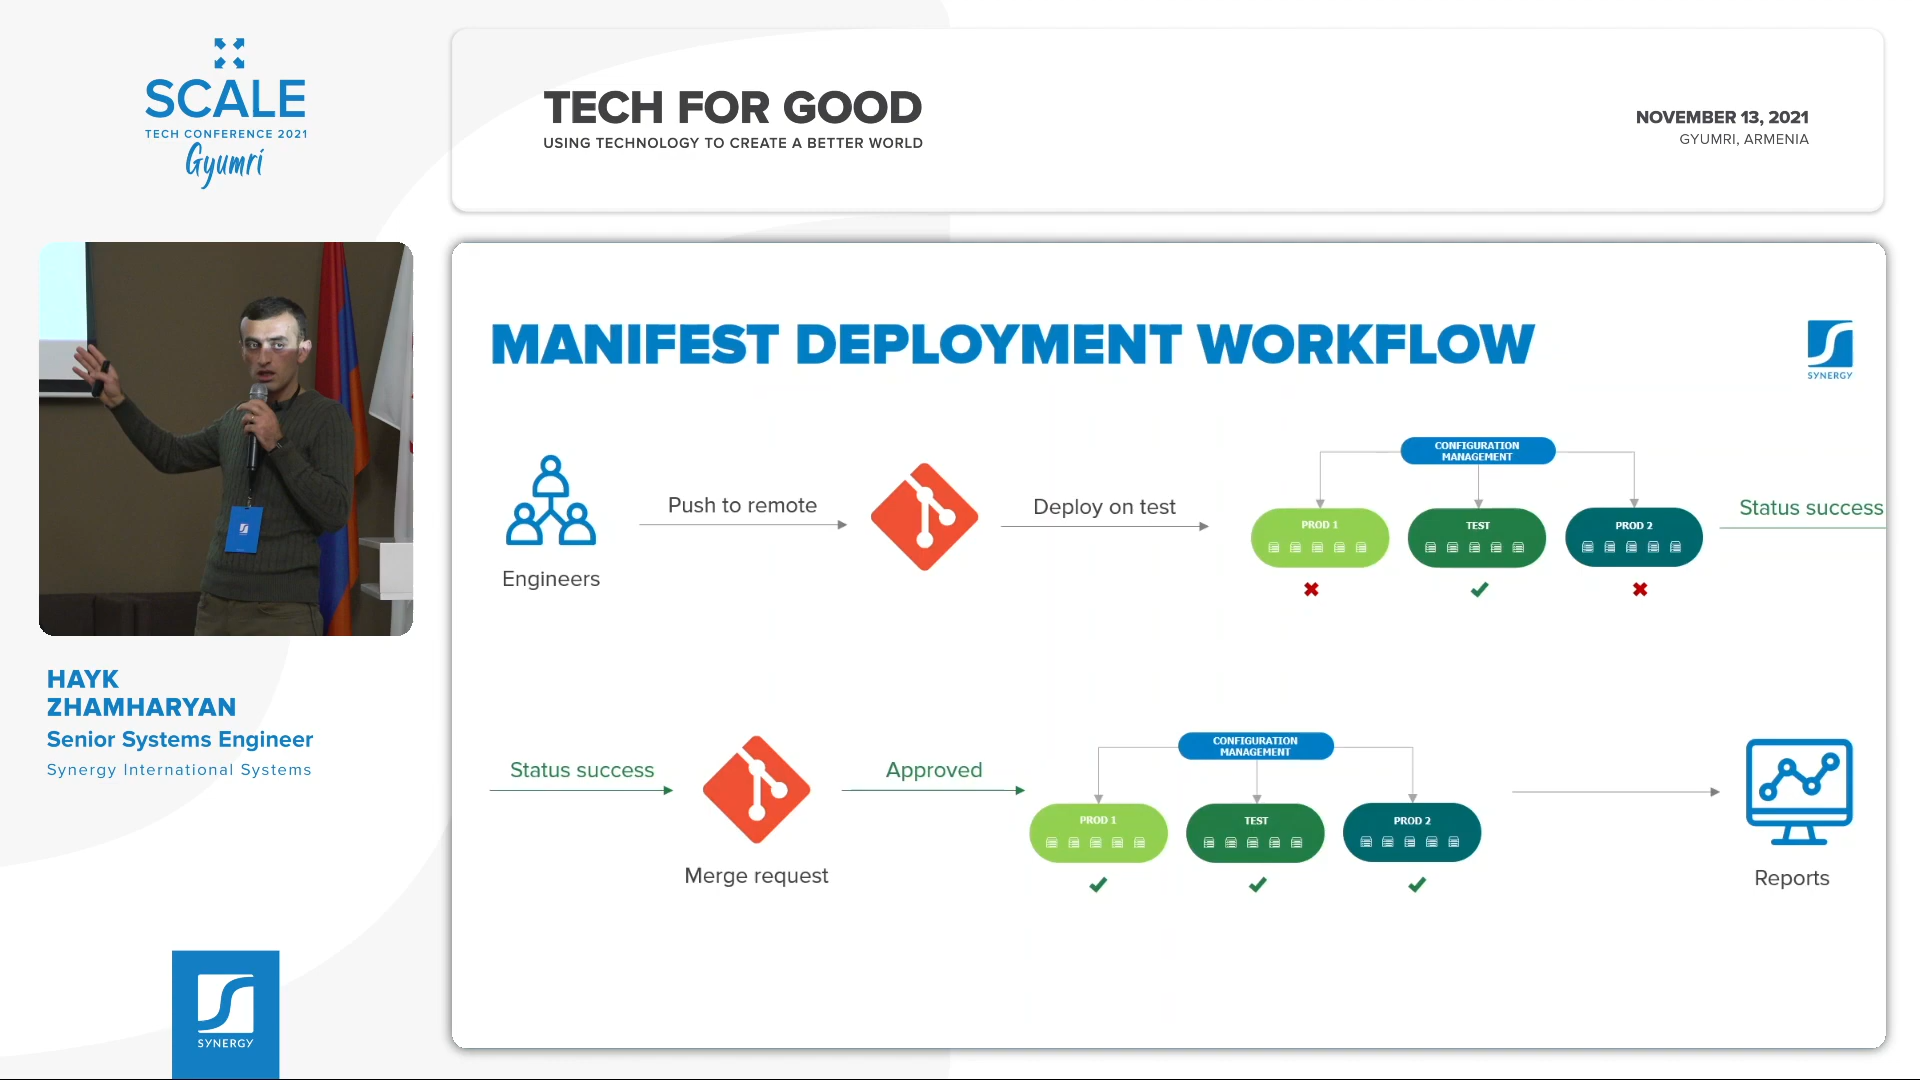 SCALE
TECH CONFERENCE 2021
Gyumri
TECH FOR GOOD
USING TECHNOLOGY TO CREATE A BETTER WORLD
NOVEMBER 13, 2021
GYUMRI, ARMENIA
HAYK
ZHAMHARYAN
Senior Systems Engineer
Synergy International Systems
SYNERGY
MANIFEST DEPLOYMENT WORKFLOW
SYNERGY
Engineers
Push to remote
Deploy on test
CONFIGURATION
MANAGEMENT
PROD 1
TEST
PROD 2
Status success
Status success
Merge request
Approved
CONFIGURATION
MANAGEMENT
PROD 1
TEST
PROD 2
Reports